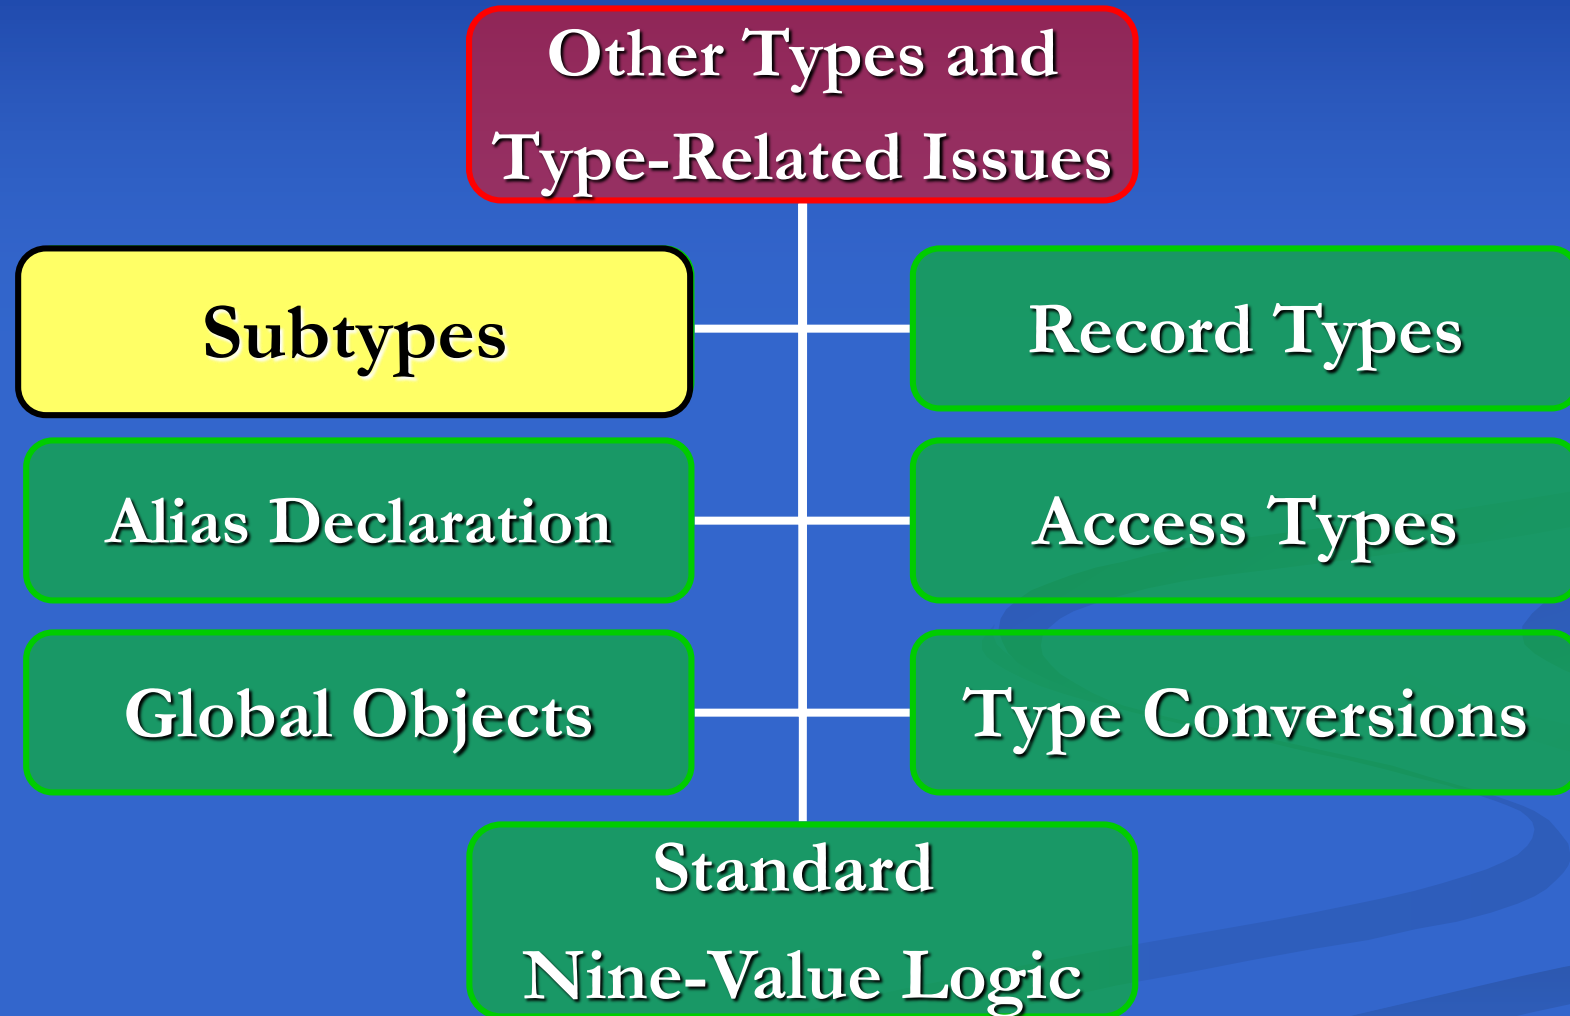 Other Types and
Type-Related Issues
Subtypes
Record Types
Alias Declaration
Access Types
Global Objects
Type Conversions
Standard
Nine-Value Logic